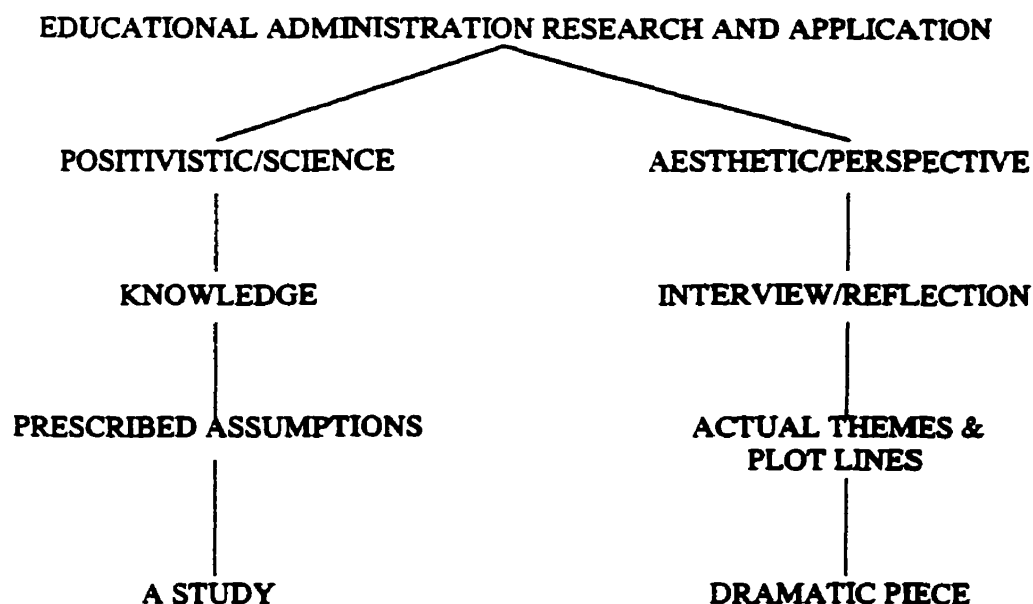 EDUCATIONAL ADMINISTRATION RESEARCH AND APPLICATION
POSITIVISTIC/SCIENCE
AESTHETIC/PERSPECTIVE
KNOWLEDGE
INTERVIEW/REFLECTION
PRESCRIBED ASSUMPTIONS
ACTUAL THEMES &
PLOT LINES
A STUDY
DRAMATIC PIECE